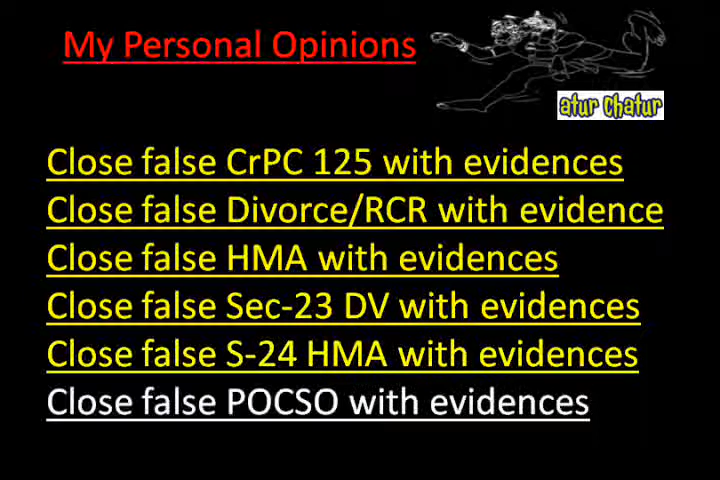 My Personal Opinions
atur Chatur
Close false CrPC 125 with evidences
Close false Divorce/RCR with evidence
Close false HMA with evidences
Close false Sec-23 DV with evidences
Close false S-24 HMA with evidences
Close false POCSO with evidences